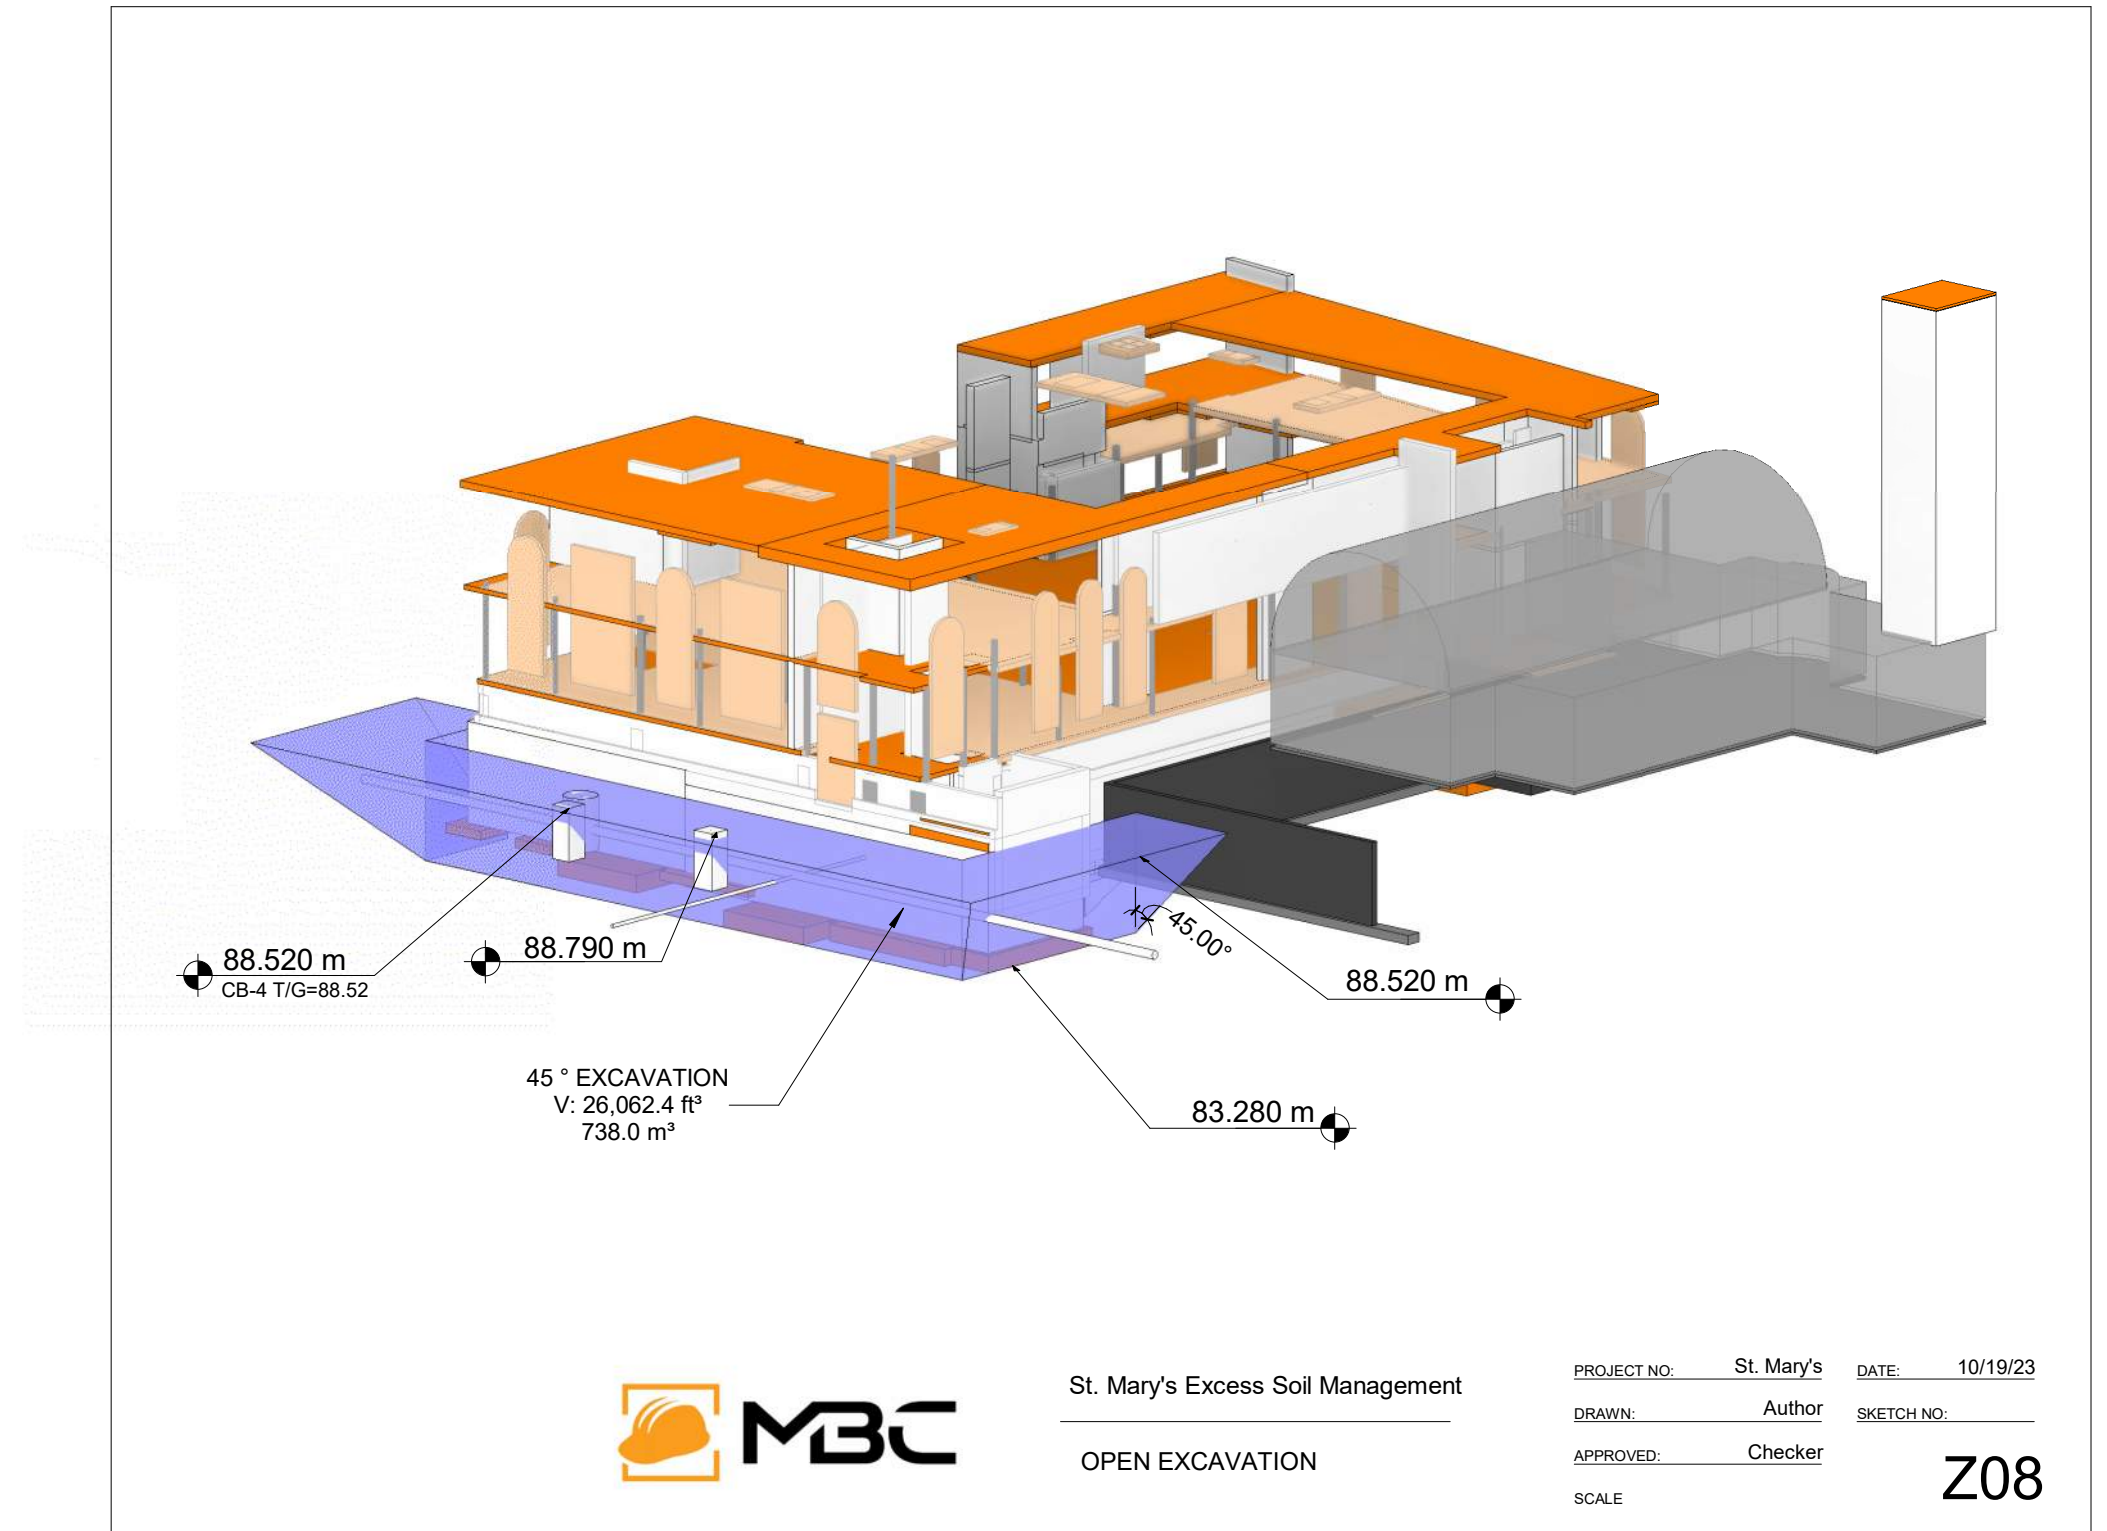 88.520 m
CB-4 T/G=88.52
88.790 m
45.00°
88.520 m
45 ° EXCAVATION
V: 26,062.4 ft³
738.0 m³
83.280 m
MBC
St. Mary's Excess Soil Management
OPEN EXCAVATION
PROJECT NO: St. Mary's DATE: 10/19/23
DRAWN: Author SKETCH NO:
APPROVED: Checker
Z08
SCALE